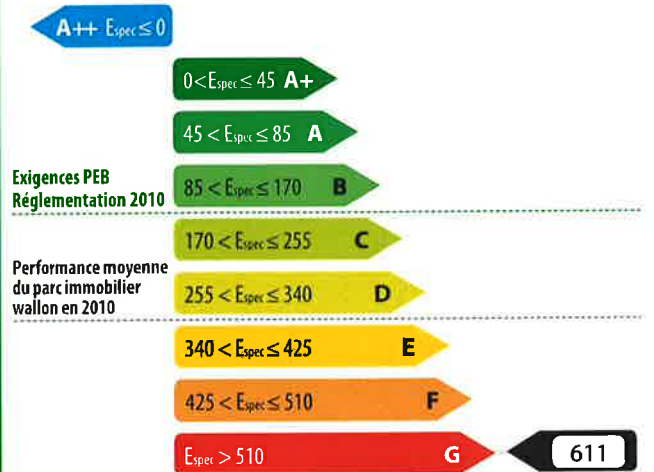 A++ Espec ≤ 0
0 < Espec ≤ 45 A+
45 < Espec ≤ 85 A
Exigences PEB
Réglementation 2010
85 < Espec ≤ 170 B
170 < Espec ≤ 255 C
Performance moyenne
du parc immobilier
wallon en 2010
255 < Espec ≤ 340 D
340 < Espec ≤ 425 E
425 < Espec ≤ 510 F
Espec > 510 G
611